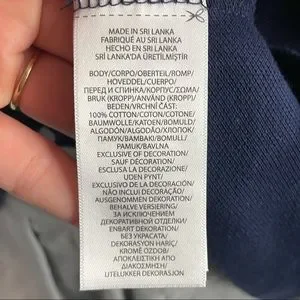 MADE IN SRI LANKA
FABRIQUÉ AU SRI LANKA
HECHO EN SRI LANKA
SRİ LANKA'DA ÜRETİLMİŞTİR
BODY/CORPO/OBERTEIL/ROMP/
HOVEDDEL/CUERPO/
ПЕРЕД И СПИНКА/КОРПУС/ΣΩΜΑ/
BRUK (KROPP)/ANVÄND (KROPP)/
BEDEN/VRCHNÍ ČÁST:
100% COTTON/COTON/COTONE/
BAUMWOLLE/KATOEN/BOMULD/
ALGODÓN/ALGODÃO/ХЛОПОК/
ΠΑΜΥΚ/ΒΑΜΒΑΚΙ/BOMULL/
PAMUK/BAVLNA
EXCLUSIVE OF DECORATION
SAUF DÉCORATION
ESCLUSA LA DECORAZIONE/
UDEN PYNT/
EXCLUSIVO DE LA DECORACIÓN/
NÃO INCLUI DECORAÇÃO/
AUSGENOMMEN DEKORATION/
BEHALVE VERSIERING/
ЗА ИСКЛЮЧЕНИЕМ
ДЕКОРАТИВНОЙ ОТДЕЛКИ/
ENBART DEKORATION/
БЕЗ УКРАСАТА/
DEKORASYON HARİÇ/
KROMĚ OZDOB/
ΑΠΟΚΛΕΙΣΤΙΚΗ ΑΠΟ
ΔΙΑΚΟΣΜΗΣΗ/
UTELUKKER DEKORASJON